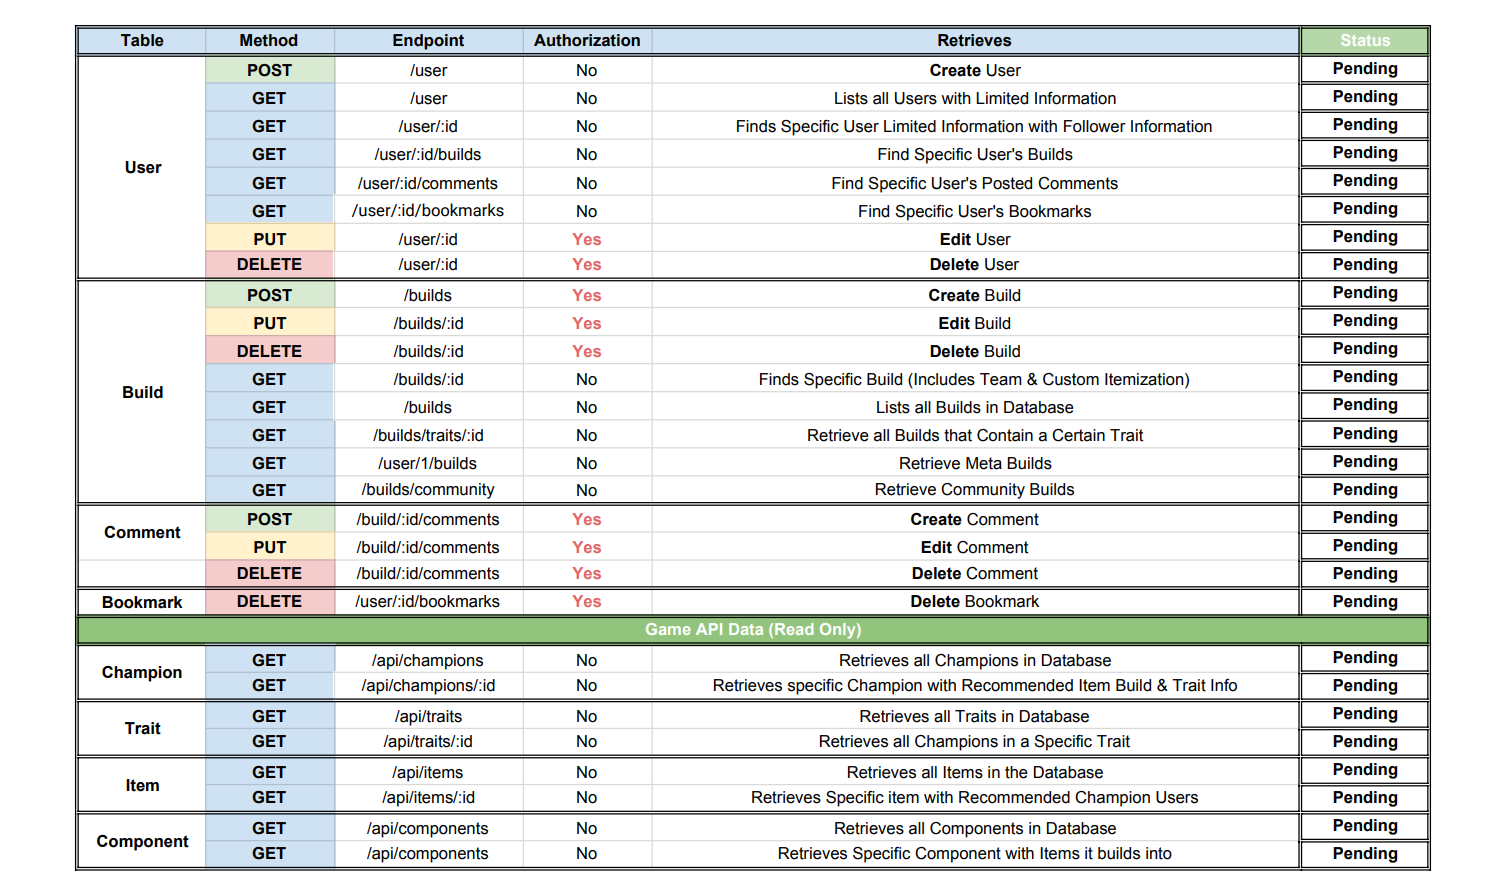 Table Method Endpoint Authorization Retrieves Status
POST /user No Create User Pending
GET /user No Lists all Users with Limited Information Pending
GET /user/:id No Finds Specific User Limited Information with Follower Information Pending
GET /user/:id/builds No Find Specific User's Builds Pending
User
GET /user/:id/comments No Find Specific User's Posted Comments Pending
GET /user/:id/bookmarks No Find Specific User's Bookmarks Pending
PUT /user/:id Yes Edit User Pending
DELETE /user/:id Yes Delete User Pending
POST /builds Yes Create Build Pending
PUT /builds/:id Yes Edit Build Pending
DELETE /builds/:id Yes Delete Build Pending
GET /builds/:id No Finds Specific Build (Includes Team & Custom Itemization) Pending
Build
GET /builds No Lists all Builds in Database Pending
GET /builds/traits/:id No Retrieve all Builds that Contain a Certain Trait Pending
GET /user/1/builds No Retrieve Meta Builds Pending
GET /builds/community No Retrieve Community Builds Pending
POST /build/:id/comments Yes Create Comment Pending
Comment
PUT /build/:id/comments Yes Edit Comment Pending
DELETE /build/:id/comments Yes Delete Comment Pending
Bookmark DELETE /user/:id/bookmarks Yes Delete Bookmark Pending
Game API Data (Read Only)
GET /api/champions No Retrieves all Champions in Database Pending
Champion
GET /api/champions/:id No Retrieves specific Champion with Recommended Item Build & Trait Info Pending
GET /api/traits No Retrieves all Traits in Database Pending
Trait
GET /api/traits/:id No Retrieves all Champions in a Specific Trait Pending
GET /api/items No Retrieves all Items in the Database Pending
Item
GET /api/items/:id No Retrieves Specific item with Recommended Champion Users Pending
GET /api/components No Retrieves all Components in Database Pending
Component
GET /api/components No Retrieves Specific Component with Items it builds into Pending